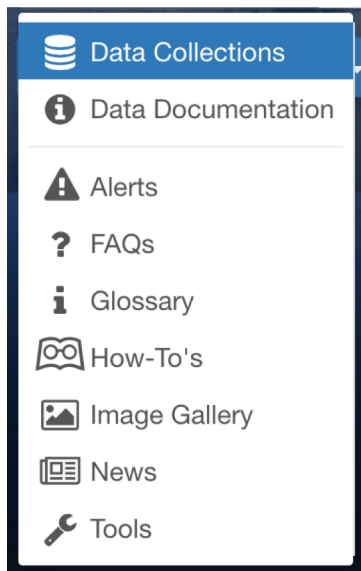 Data Collections
Data Documentation
Alerts
FAQs
Glossary
How-To's
Image Gallery
News
Tools